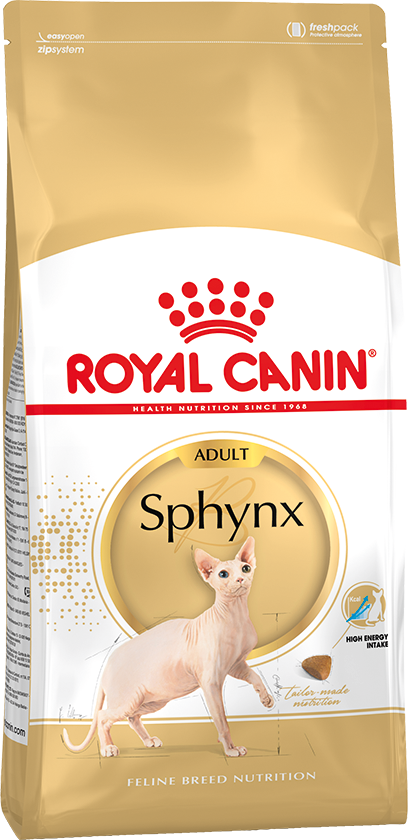 easyopen
zipsystem
freshpack
Protective atmosphere
ROYAL CANIN®
HEALTH NUTRITION SINCE 1968
ADULT
Sphynx
Kcal
HIGH ENERGY
INTAKE
tailor-made
nutrition
FELINE BREED NUTRITION